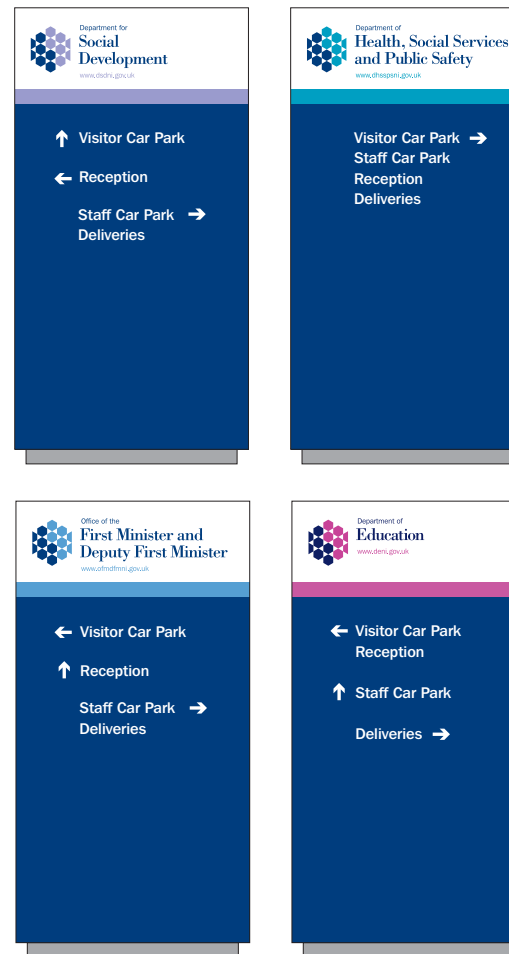 Department for
Social
Development
www.dsdni.gov.uk
↑ Visitor Car Park
← Reception
Staff Car Park →
Deliveries
Department of
Health, Social Services
and Public Safety
www.dhsspsni.gov.uk
Visitor Car Park →
Staff Car Park
Reception
Deliveries
Office of the
First Minister and
Deputy First Minister
www.ofmdfmni.gov.uk
← Visitor Car Park
↑ Reception
Staff Car Park →
Deliveries
Department of
Education
www.deni.gov.uk
← Visitor Car Park
Reception
↑ Staff Car Park
Deliveries →